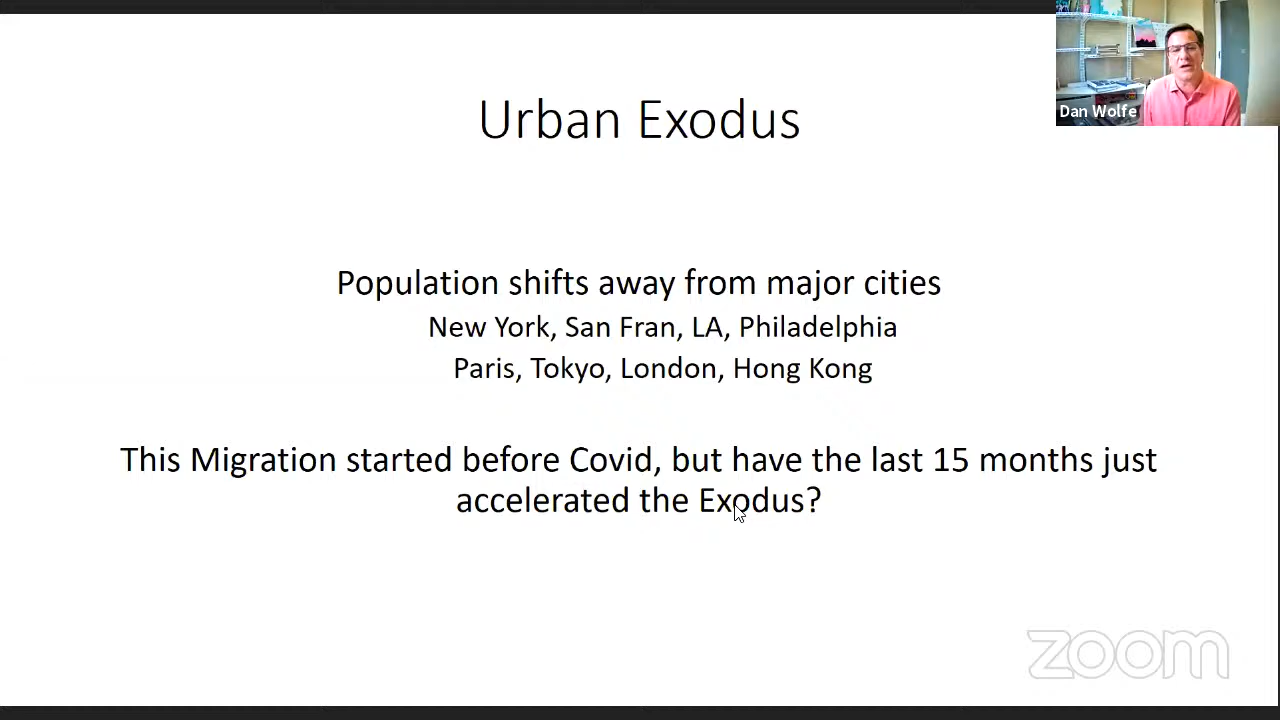 Dan Wolfe
Urban Exodus
Population shifts away from major cities
New York, San Fran, LA, Philadelphia
Paris, Tokyo, London, Hong Kong
This Migration started before Covid, but have the last 15 months just
accelerated the Exodus?
zoom